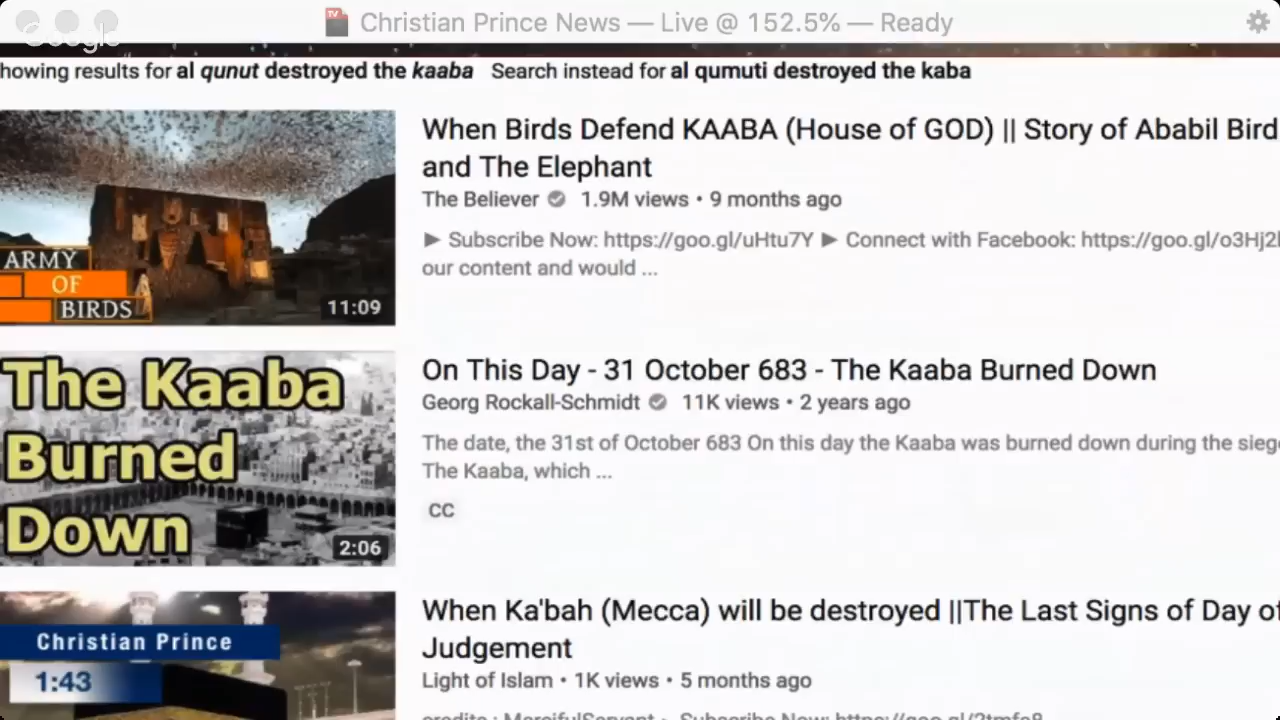 Christian Prince News — Live @ 152.5% — Ready
Google
howing results for al qunut destroyed the kaaba Search instead for al qumuti destroyed the kaba
When Birds Defend KAABA (House of GOD) || Story of Ababil Bird
and The Elephant
The Believer 1.9M views • 9 months ago
► Subscribe Now: https://goo.gl/uHtu7Y ► Connect with Facebook: https://goo.gl/o3Hj2
our content and would ...
ARMY
OF
BIRDS
11:09
On This Day - 31 October 683 - The Kaaba Burned Down
Georg Rockall-Schmidt 11K views • 2 years ago
The date, the 31st of October 683 On this day the Kaaba was burned down during the sieg
The Kaaba, which ...
CC
The Kaaba
Burned
Down
2:06
When Ka'bah (Mecca) will be destroyed ||The Last Signs of Day of
Judgement
Light of Islam • 1K views • 5 months ago
Christian Prince
1:43
credits : MercifulServant ► Subscribe Now: